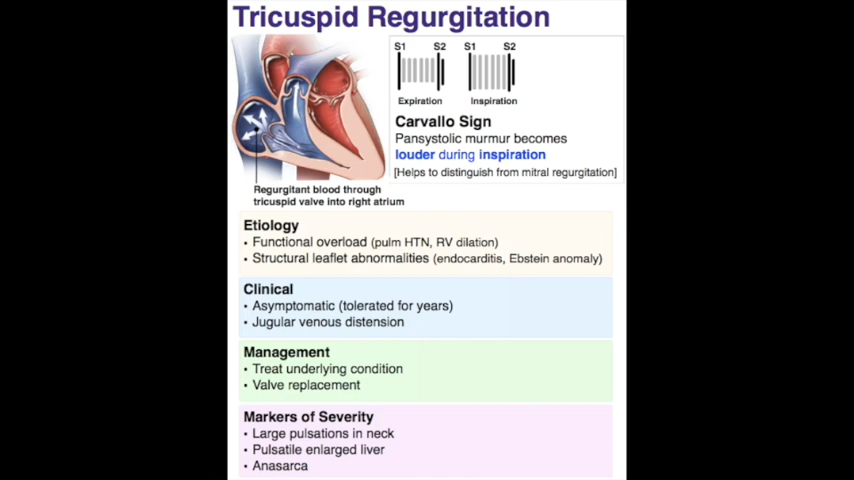 Tricuspid Regurgitation
S1 S2 S1 S2
Expiration Inspiration
Carvallo Sign
Pansystolic murmur becomes
louder during inspiration
[Helps to distinguish from mitral regurgitation]
Regurgitant blood through
tricuspid valve into right atrium
Etiology
• Functional overload (pulm HTN, RV dilation)
• Structural leaflet abnormalities (endocarditis, Ebstein anomaly)
Clinical
• Asymptomatic (tolerated for years)
• Jugular venous distension
Management
• Treat underlying condition
• Valve replacement
Markers of Severity
• Large pulsations in neck
• Pulsatile enlarged liver
• Anasarca